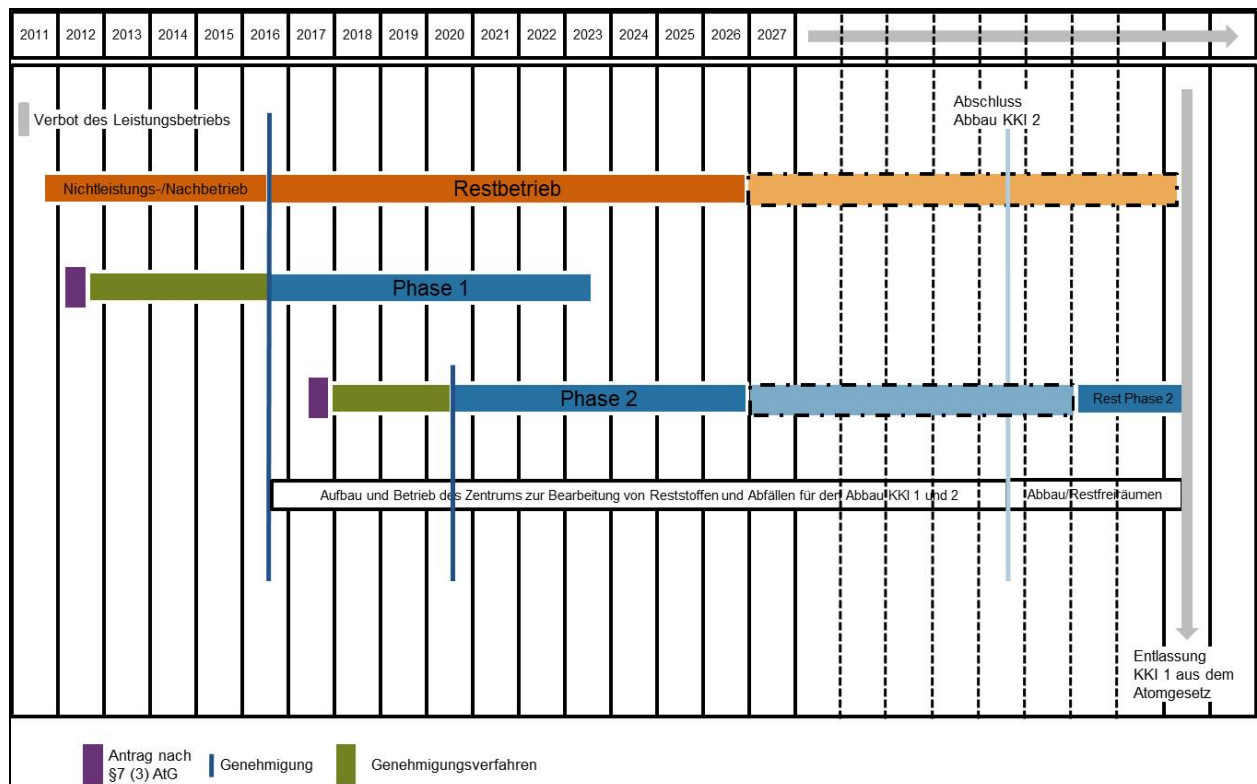 2011 2012 2013 2014 2015 2016 2017 2018 2019 2020 2021 2022 2023 2024 2025 2026 2027
Verbot des Leistungsbetriebs
Abschluss
Abbau KKI 2
Nichtleistungs-/Nachbetrieb
Restbetrieb
Phase 1
Phase 2
Rest Phase 2
Aufbau und Betrieb des Zentrums zur Bearbeitung von Reststoffen und Abfällen für den Abbau KKI 1 und 2
Abbau/Restfreiräumen
Entlassung
KKI 1 aus dem
Atomgesetz
Antrag nach
§7 (3) AtG
Genehmigung
Genehmigungsverfahren